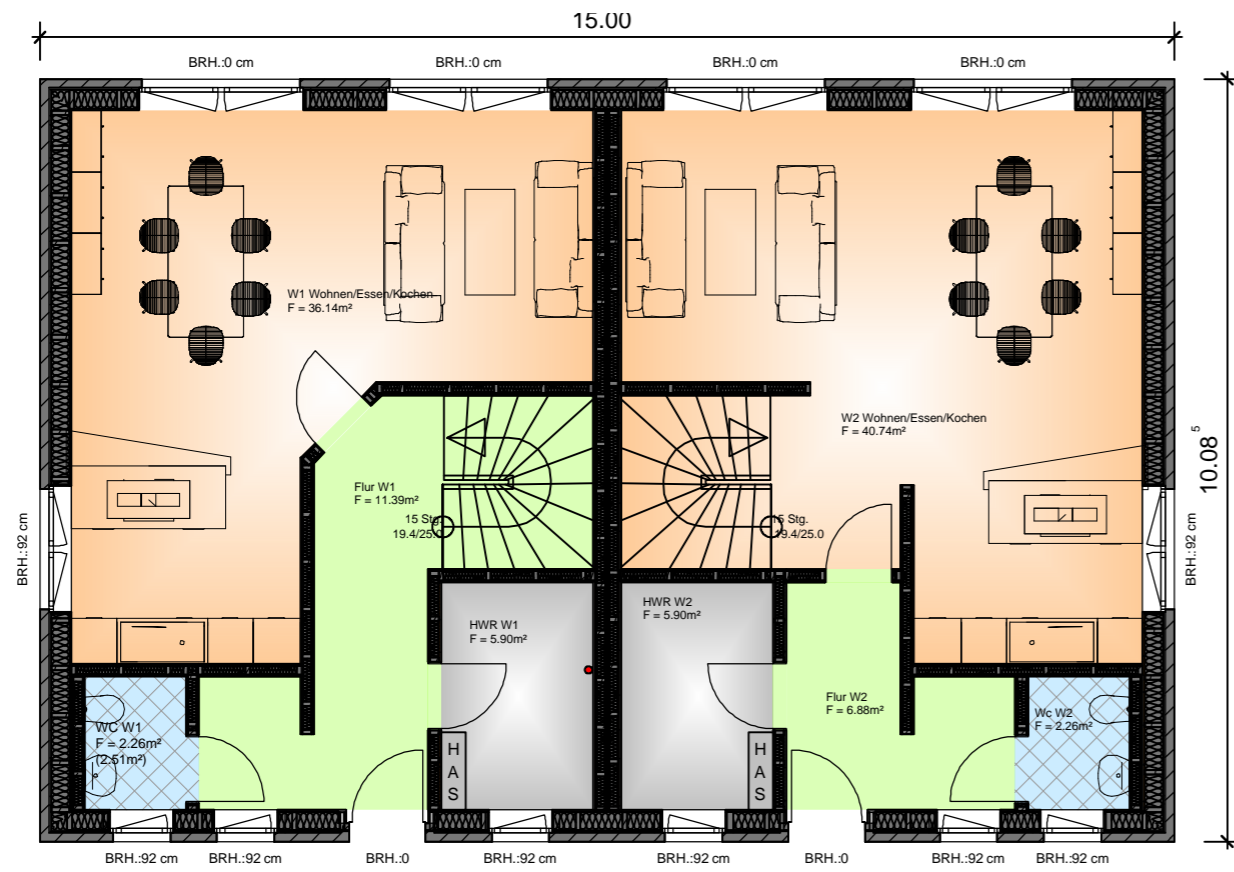 15.00
BRH.:0 cm
BRH.:0 cm
BRH.:0 cm
BRH.:0 cm
W1 Wohnen/Essen/Kochen
F = 36.14m²
W2 Wohnen/Essen/Kochen
F = 40.74m²
10.08 5
Flur W1
F = 11.39m²
15 Stg.
19.4/25.0
15 Stg.
19.4/25.0
BRH.:92 cm
BRH.:92 cm
HWR W1
F = 5.90m²
HWR W2
F = 5.90m²
Flur W2
F = 6.88m²
WC W1
F = 2.26m²
(2.51m²)
Wc W2
F = 2.26m²
H
A
S
H
A
S
BRH.:92 cm
BRH.:92 cm
BRH.:0
BRH.:92 cm
BRH.:92 cm
BRH.:0
BRH.:92 cm
BRH.:92 cm